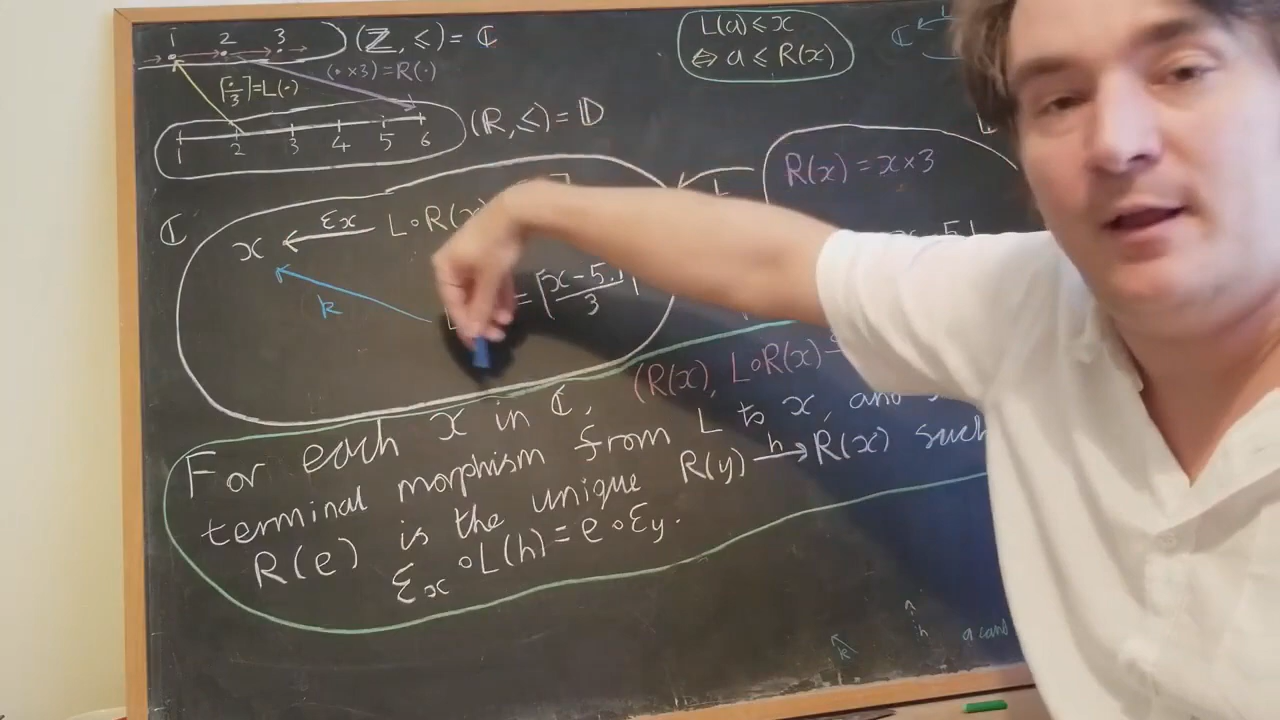 1 2 3 (ℤ, ≤) = ℂ
(· × 3) = R(·)
⌈·/3⌉ = L(·)
1 2 3 4 5 6 (ℝ, ≤) = 𝔻
L(a) ≤ x
⇔ a ≤ R(x)
ℂ
R(x) = x × 3
L
ℂ
x ← εx L∘R(x)
k
= ⌈x - 5.1/3⌉
(R(x), L∘R(x)
For each x in ℂ,
terminal morphism from L to x, and
R(e) is the unique R(y) —h→ R(x) such
εx ∘ L(h) = e ∘ εy.
h
k
a and